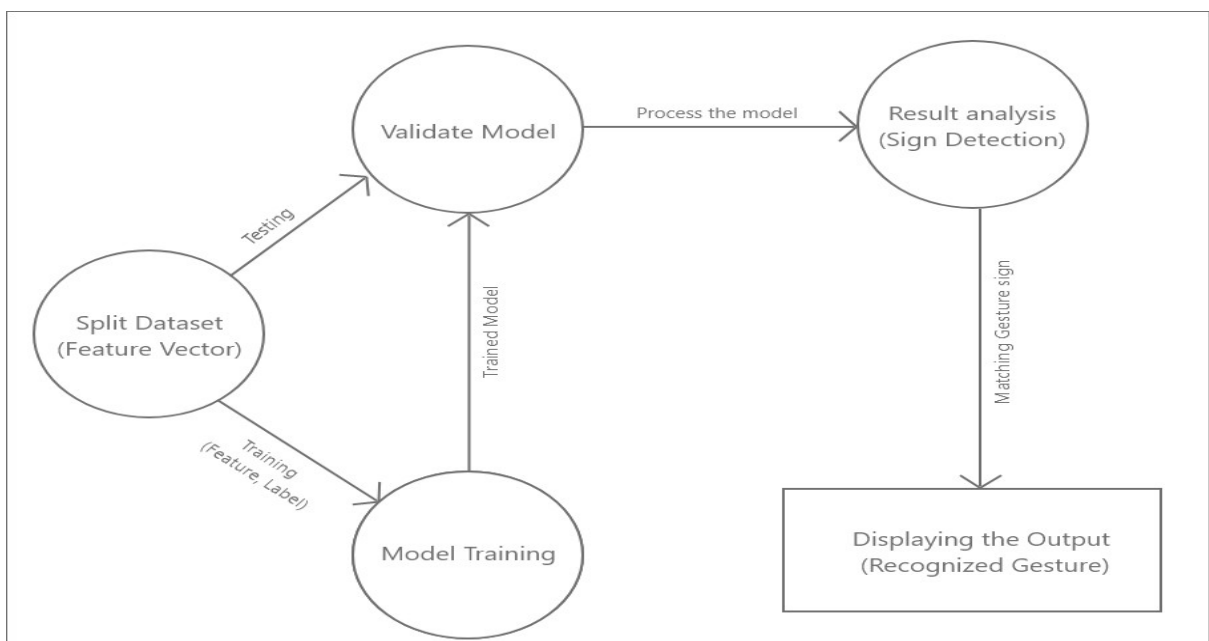 Validate Model
Process the model
Result analysis
(Sign Detection)
Testing
Split Dataset
(Feature Vector)
Trained Model
Matching Gesture sign
Training
(Feature, Label)
Model Training
Displaying the Output
(Recognized Gesture)